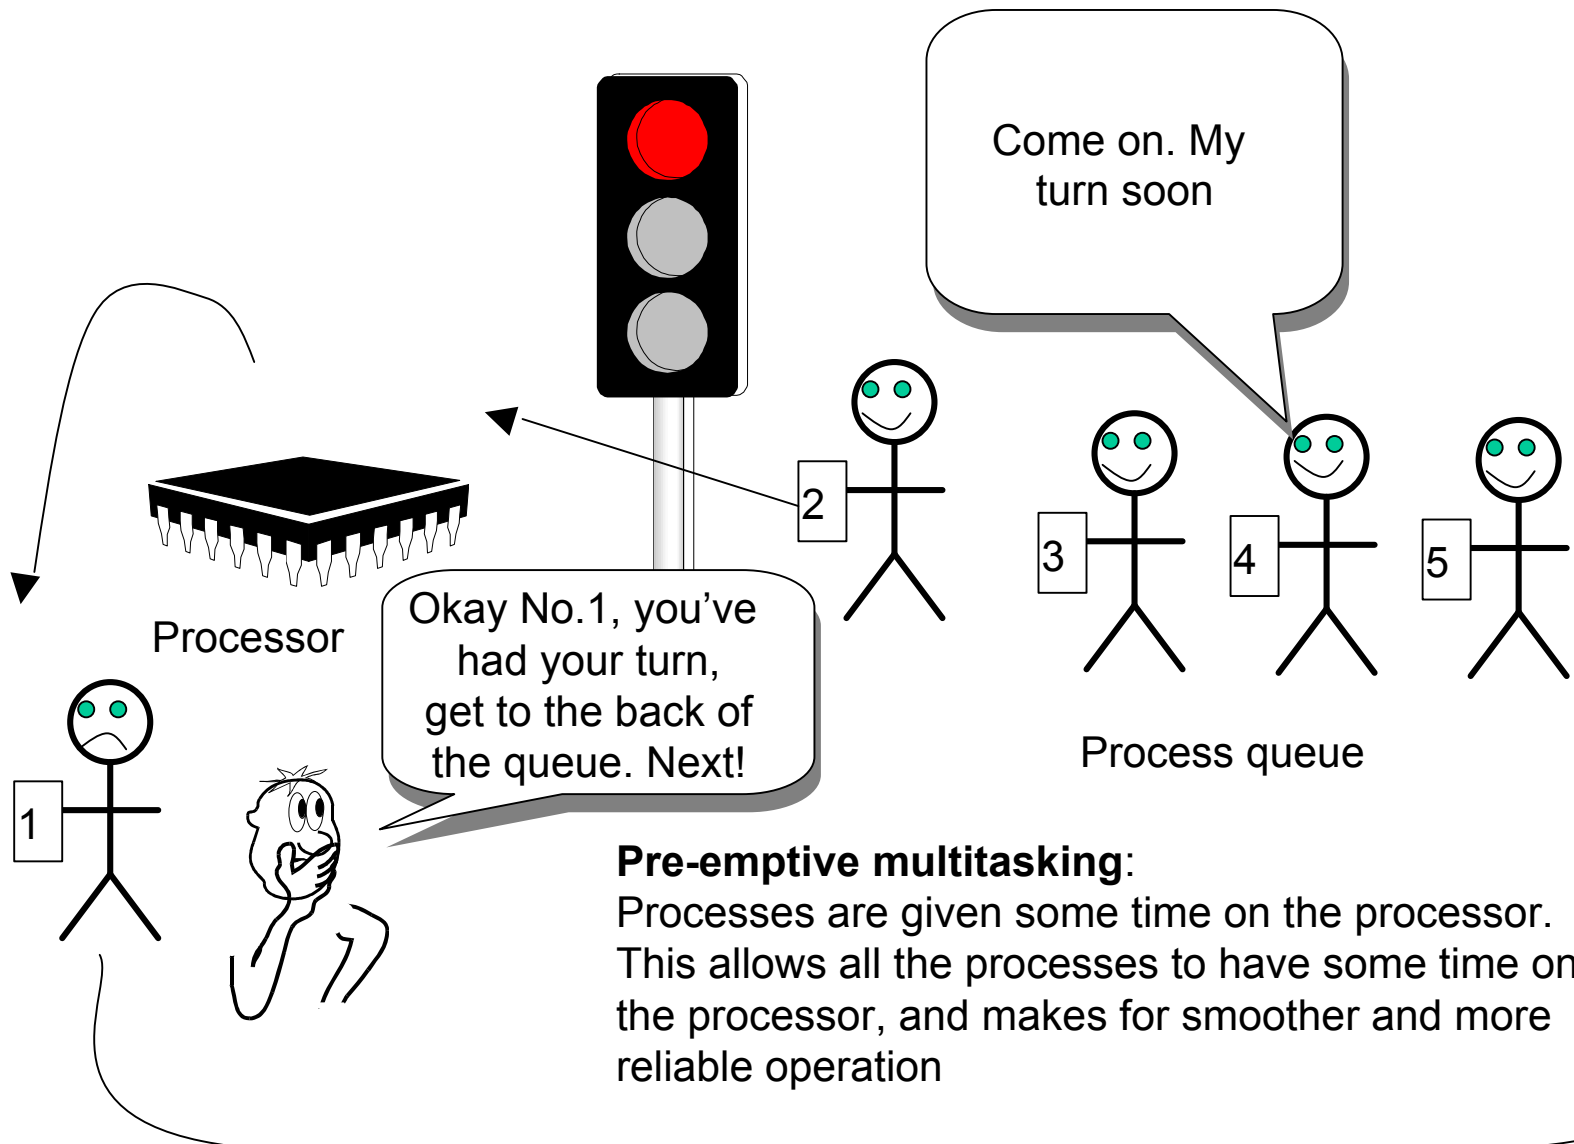 Come on. My
turn soon
2
3
4
5
Processor
Okay No.1, you’ve
had your turn,
get to the back of
the queue. Next!
Process queue
1
Pre-emptive multitasking:
Processes are given some time on the processor.
This allows all the processes to have some time on
the processor, and makes for smoother and more
reliable operation